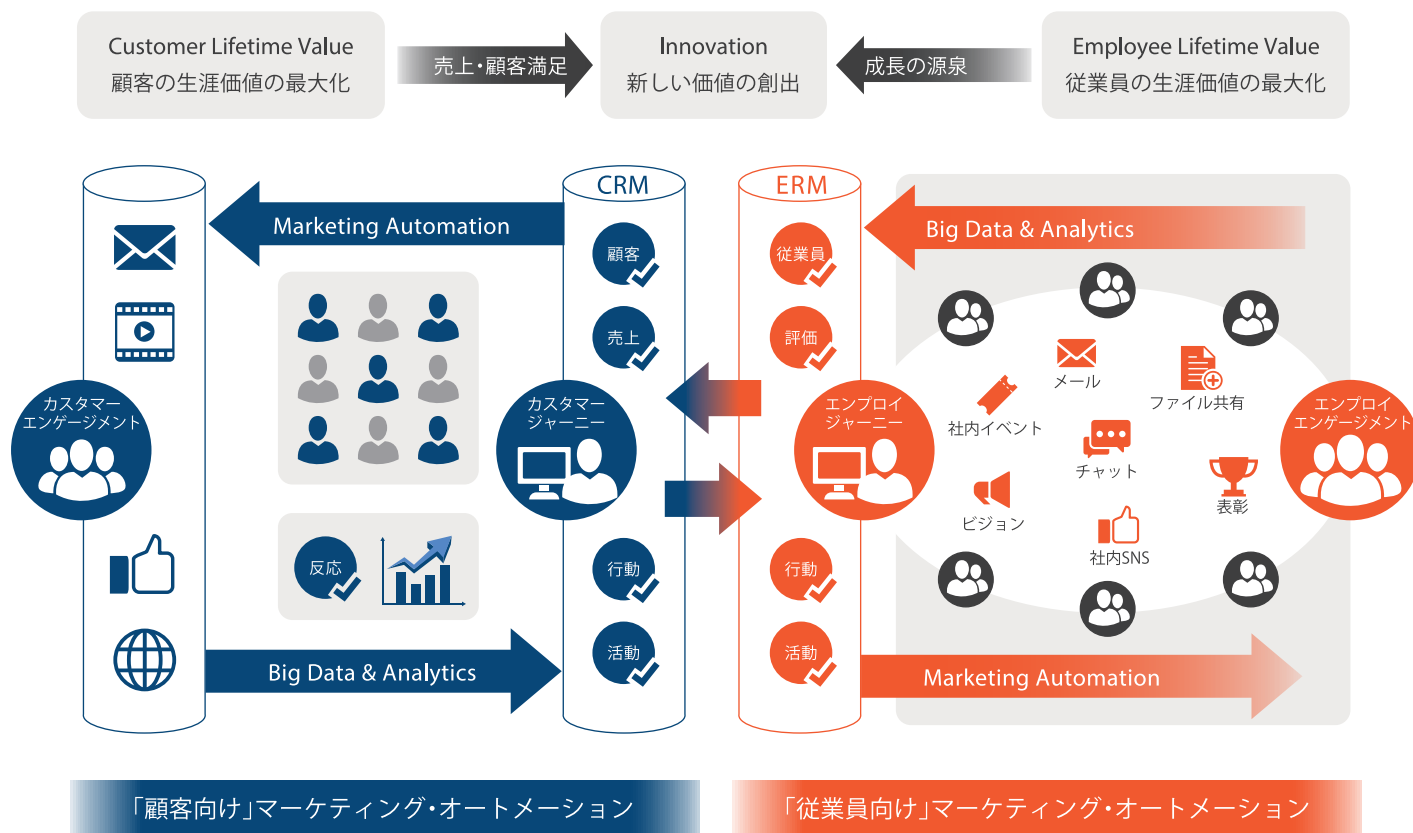 Customer Lifetime Value
顧客の生涯価値の最大化
売上・顧客満足
Innovation
新しい価値の創出
成長の源泉
Employee Lifetime Value
従業員の生涯価値の最大化
CRM
Marketing Automation
顧客
売上
カスタマー
エンゲージメント
カスタマー
ジャーニー
反応
行動
活動
Big Data & Analytics
ERM
Big Data & Analytics
従業員
評価
メール
ファイル共有
社内イベント
エンプロイ
ジャーニー
チャット
エンプロイ
エンゲージメント
ビジョン
表彰
社内SNS
行動
活動
Marketing Automation
「顧客向け」マーケティング・オートメーション
「従業員向け」マーケティング・オートメーション